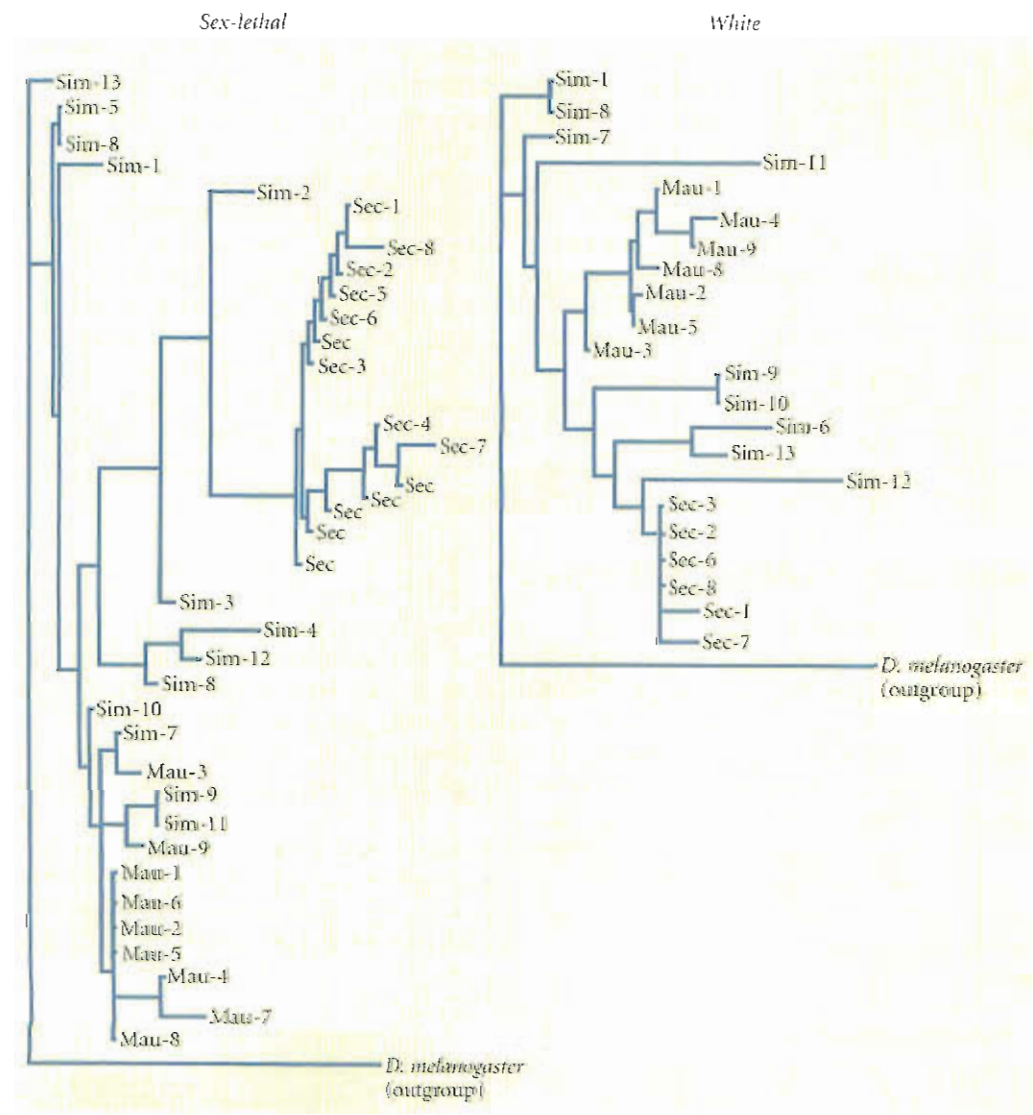 Sex-lethal
Sim-13
Sim-5
Sim-8
Sim-1
Sim-2
Sec-1
Sec-8
Sec-2
Sec-5
Sec-6
Sec
Sec-3
Sec-4
Sec-7
Sec
Sec
Sec
Sec
Sec
Sim-3
Sim-4
Sim-12
Sim-8
Sim-10
Sim-7
Mau-3
Sim-9
Sim-11
Mau-9
Mau-1
Mau-6
Mau-2
Mau-5
Mau-4
Mau-7
Mau-8
D. melanogaster
(outgroup)
White
Sim-1
Sim-8
Sim-7
Sim-11
Mau-1
Mau-4
Mau-9
Mau-8
Mau-2
Mau-5
Mau-3
Sim-9
Sim-10
Sim-6
Sim-13
Sim-12
Sec-3
Sec-2
Sec-6
Sec-8
Sec-1
Sec-7
D. melanogaster
(outgroup)